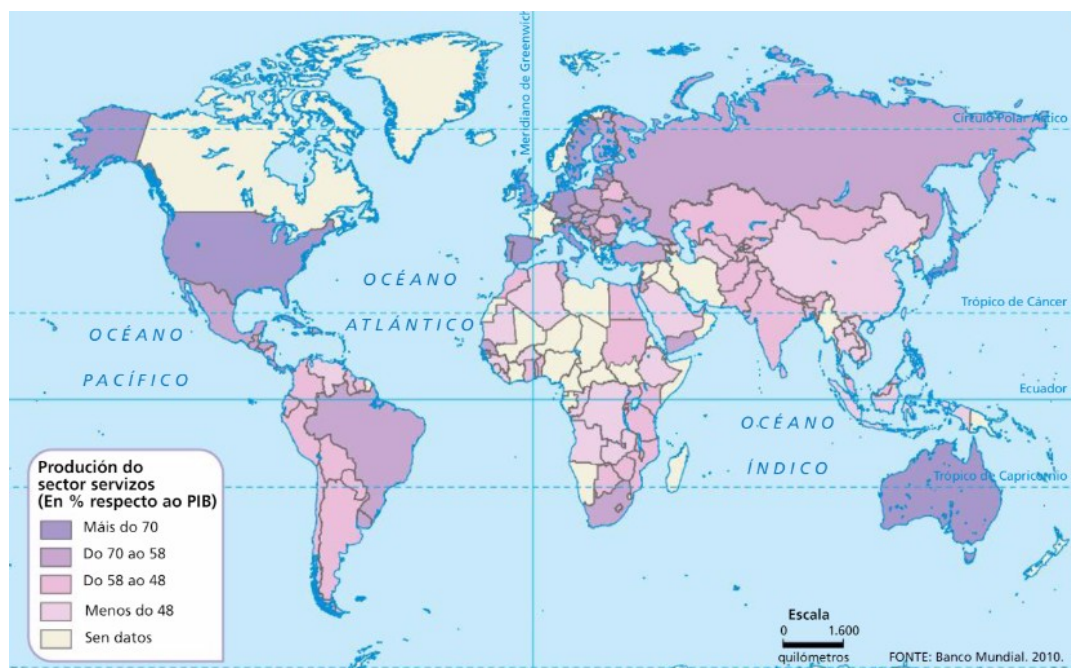 Meridiano de Greenwich
Círculo Polar Ártico
OCÉANO
ATLÁNTICO
Trópico de Cáncer
OCÉANO
PACÍFICO
Ecuador
OCÉANO
ÍNDICO
Trópico de Capricornio
Produción do
sector servizos
(En % respecto ao PIB)
Máis do 70
Do 70 ao 58
Do 58 ao 48
Menos do 48
Sen datos
Escala
0 1.600
quilómetros
FONTE: Banco Mundial. 2010.